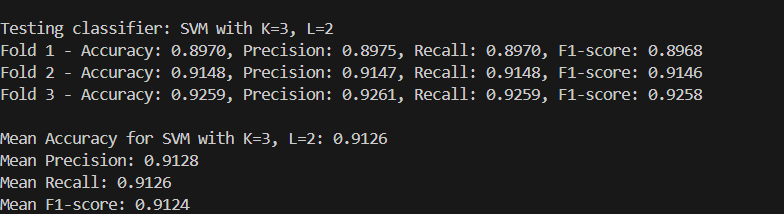 Testing classifier: SVM with K=3, L=2
Fold 1 - Accuracy: 0.8970, Precision: 0.8975, Recall: 0.8970, F1-score: 0.8968
Fold 2 - Accuracy: 0.9148, Precision: 0.9147, Recall: 0.9148, F1-score: 0.9146
Fold 3 - Accuracy: 0.9259, Precision: 0.9261, Recall: 0.9259, F1-score: 0.9258
Mean Accuracy for SVM with K=3, L=2: 0.9126
Mean Precision: 0.9128
Mean Recall: 0.9126
Mean F1-score: 0.9124